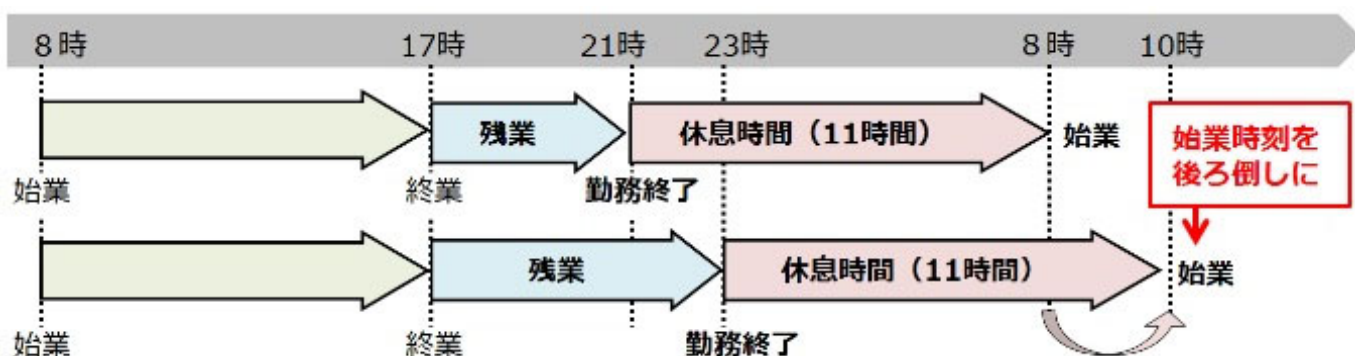 8時 17時 21時 23時 8時 10時
残業 休息時間（11時間） 始業
始業時刻を
後ろ倒しに
始業 終業 勤務終了
残業 休息時間（11時間） 始業
始業 終業 勤務終了